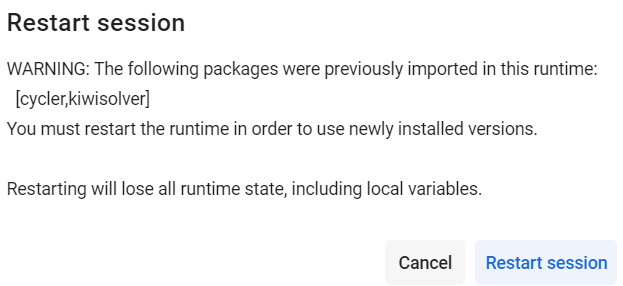 Restart session
WARNING: The following packages were previously imported in this runtime:
[cycler,kiwisolver]
You must restart the runtime in order to use newly installed versions.
Restarting will lose all runtime state, including local variables.
Cancel
Restart session